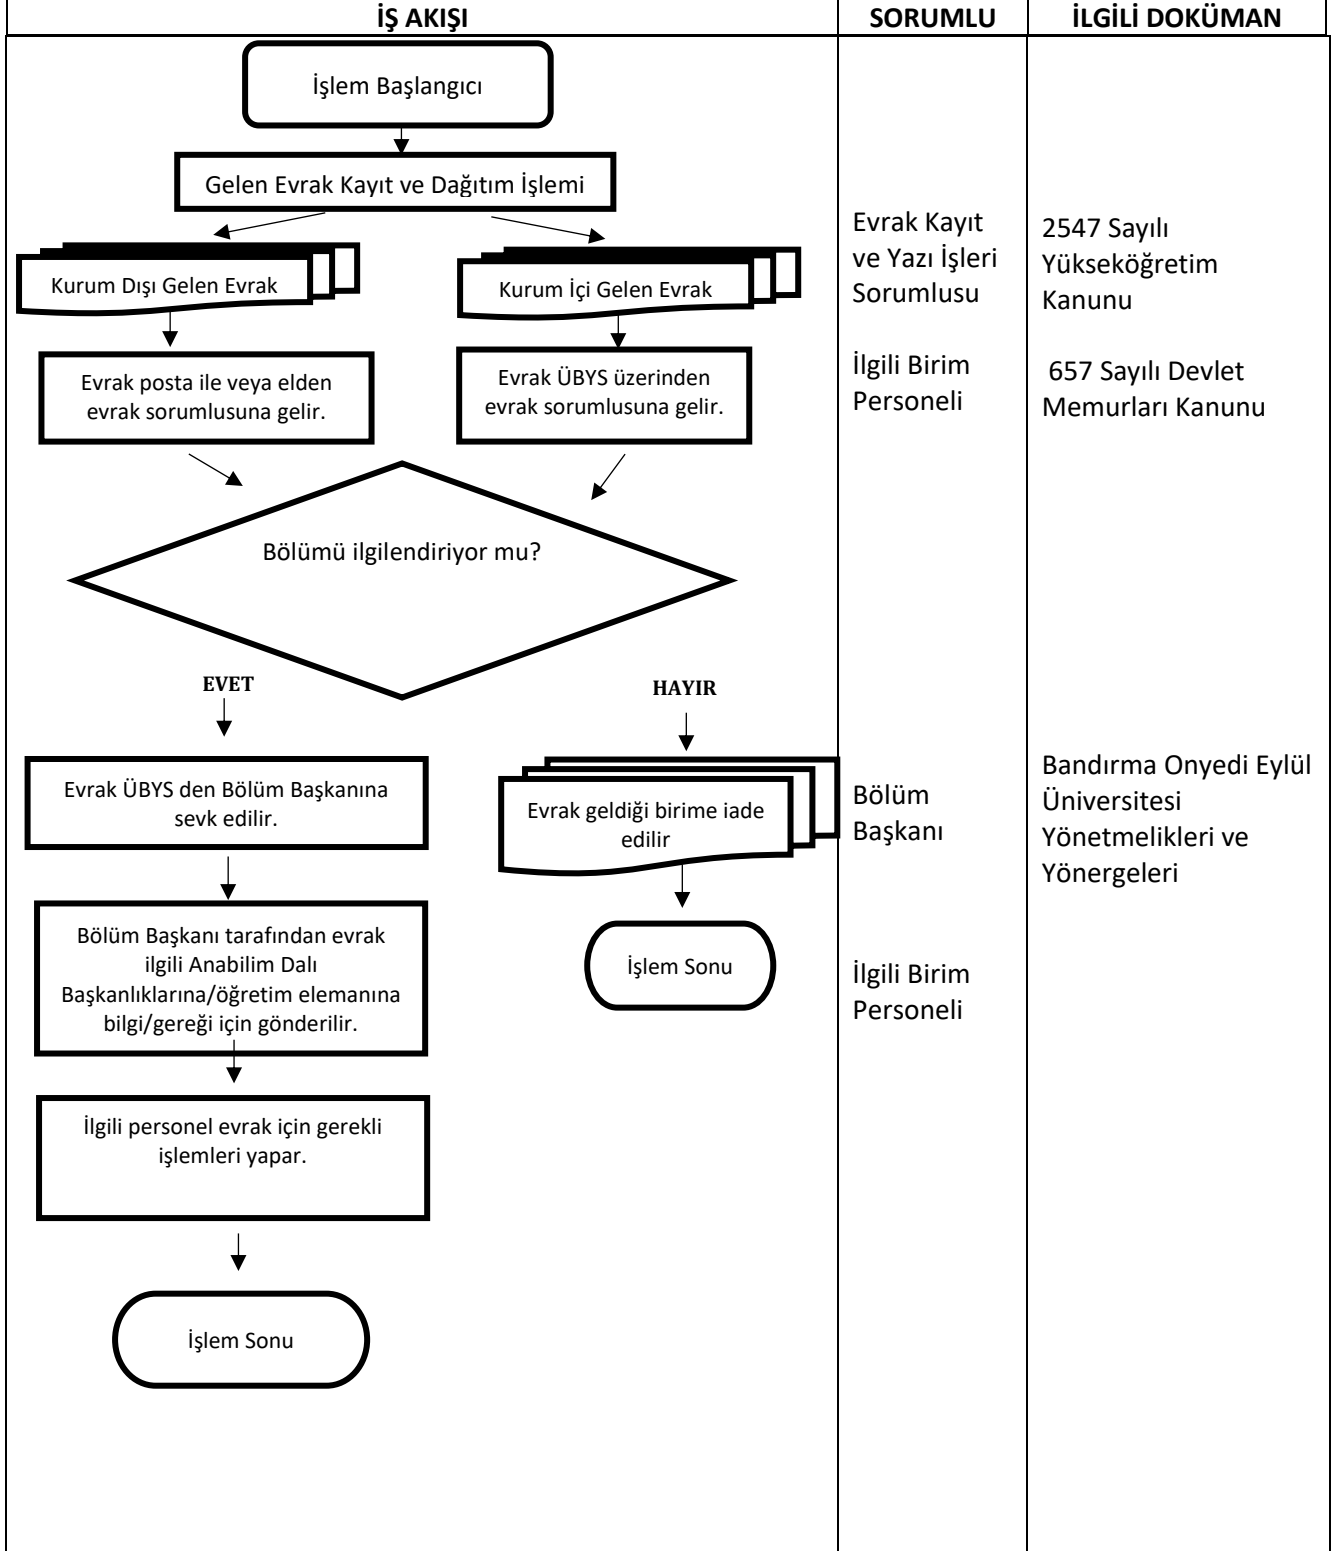 İŞ AKIŞI
SORUMLU
İLGİLİ DOKÜMAN
İşlem Başlangıcı
Gelen Evrak Kayıt ve Dağıtım İşlemi
Kurum Dışı Gelen Evrak
Kurum İçi Gelen Evrak
Evrak posta ile veya elden
evrak sorumlusuna gelir.
Evrak ÜBYS üzerinden
evrak sorumlusuna gelir.
Bölümü ilgilendiriyor mu?
EVET
HAYIR
Evrak ÜBYS den Bölüm Başkanına
sevk edilir.
Evrak geldiği birime iade
edilir
Bölüm Başkanı tarafından evrak
ilgili Anabilim Dalı
Başkanlıklarına/öğretim elemanına
bilgi/gereği için gönderilir.
İşlem Sonu
İlgili personel evrak için gerekli
işlemleri yapar.
İşlem Sonu
Evrak Kayıt
ve Yazı İşleri
Sorumlusu
İlgili Birim
Personeli
Bölüm
Başkanı
İlgili Birim
Personeli
2547 Sayılı
Yükseköğretim
Kanunu
657 Sayılı Devlet
Memurları Kanunu
Bandırma Onyedi Eylül
Üniversitesi
Yönetmelikleri ve
Yönergeleri